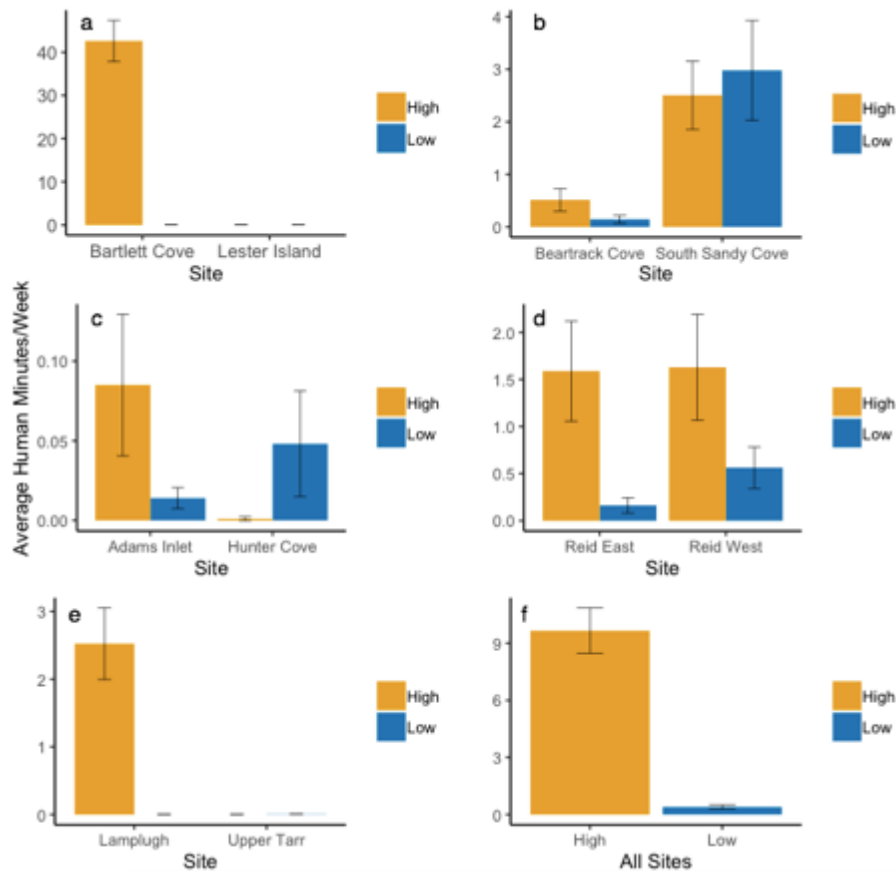 a
40
30
20
10
0
High
Low
Bartlett Cove Lester Island
Site
b
4
3
2
1
0
High
Low
Beartrack Cove South Sandy Cove
Site
Average Human Minutes/Week
c
0.10
0.05
0.00
High
Low
Adams Inlet Hunter Cove
Site
d
2.0
1.5
1.0
0.5
0.0
High
Low
Reid East Reid West
Site
e
3
2
1
0
High
Low
Lamplugh Upper Tarr
Site
f
9
6
3
0
High
Low
High Low
All Sites